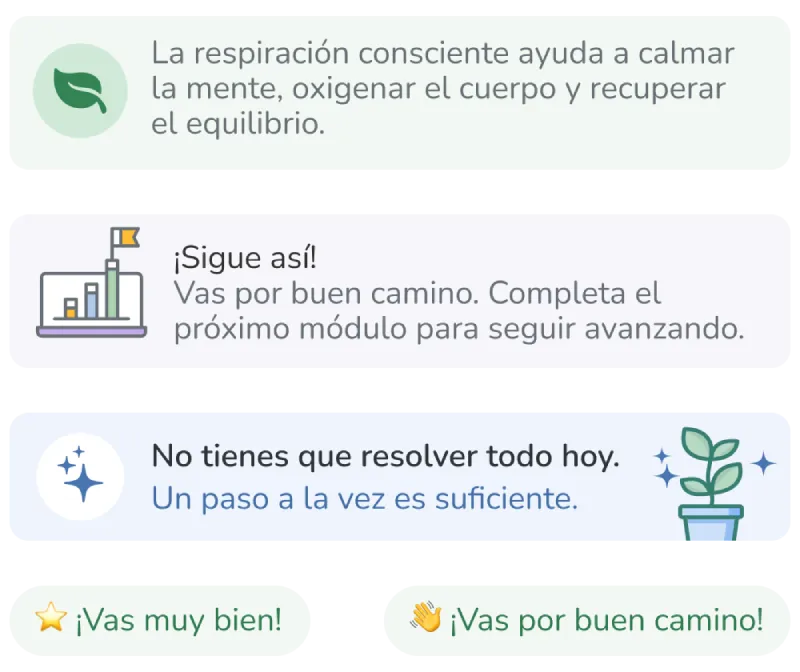 La respiración consciente ayuda a calmar
la mente, oxigenar el cuerpo y recuperar
el equilibrio.
¡Sigue así!
Vas por buen camino. Completa el
próximo módulo para seguir avanzando.
No tienes que resolver todo hoy.
Un paso a la vez es suficiente.
¡Vas muy bien!
¡Vas por buen camino!